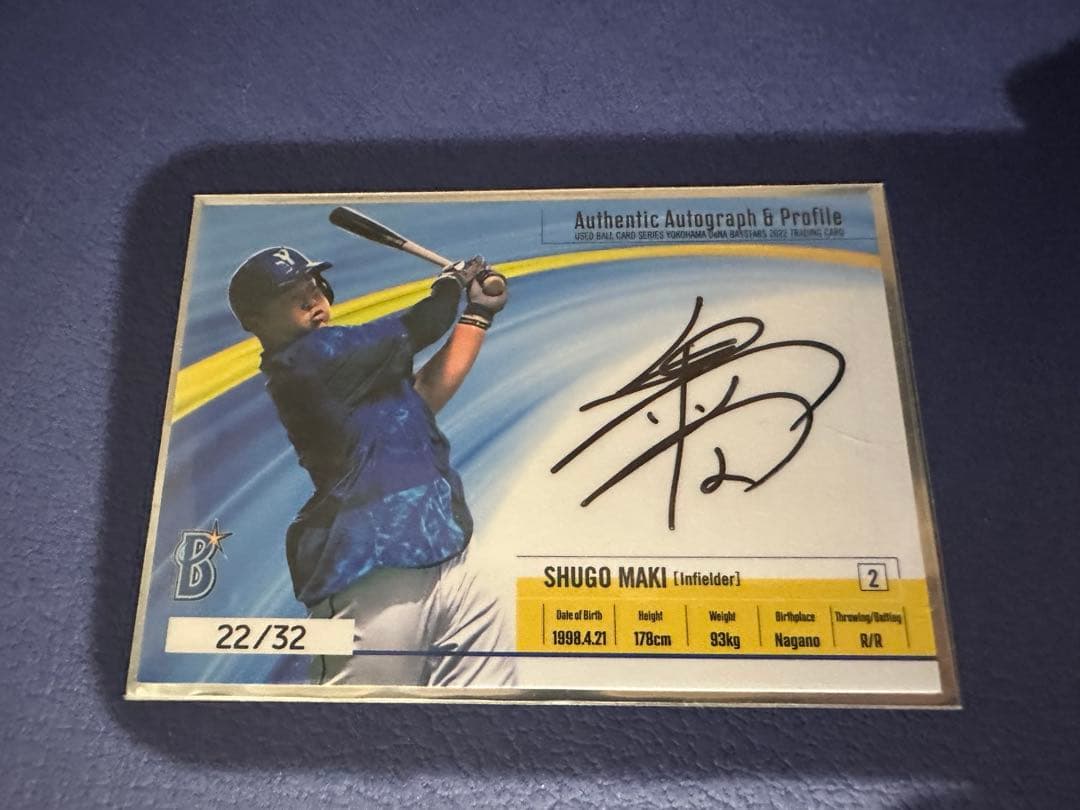 Authentic Autograph & Profile
USED BALL CARD SERIES YOKOHAMA DeNA BAYSTARS 2022 TRADING CARD
Y
B
SHUGO MAKI [Infielder] 2
Date of Birth Height Weight Birthplace Throwing/Batting
1998.4.21 178cm 93kg Nagano R/R
22/32